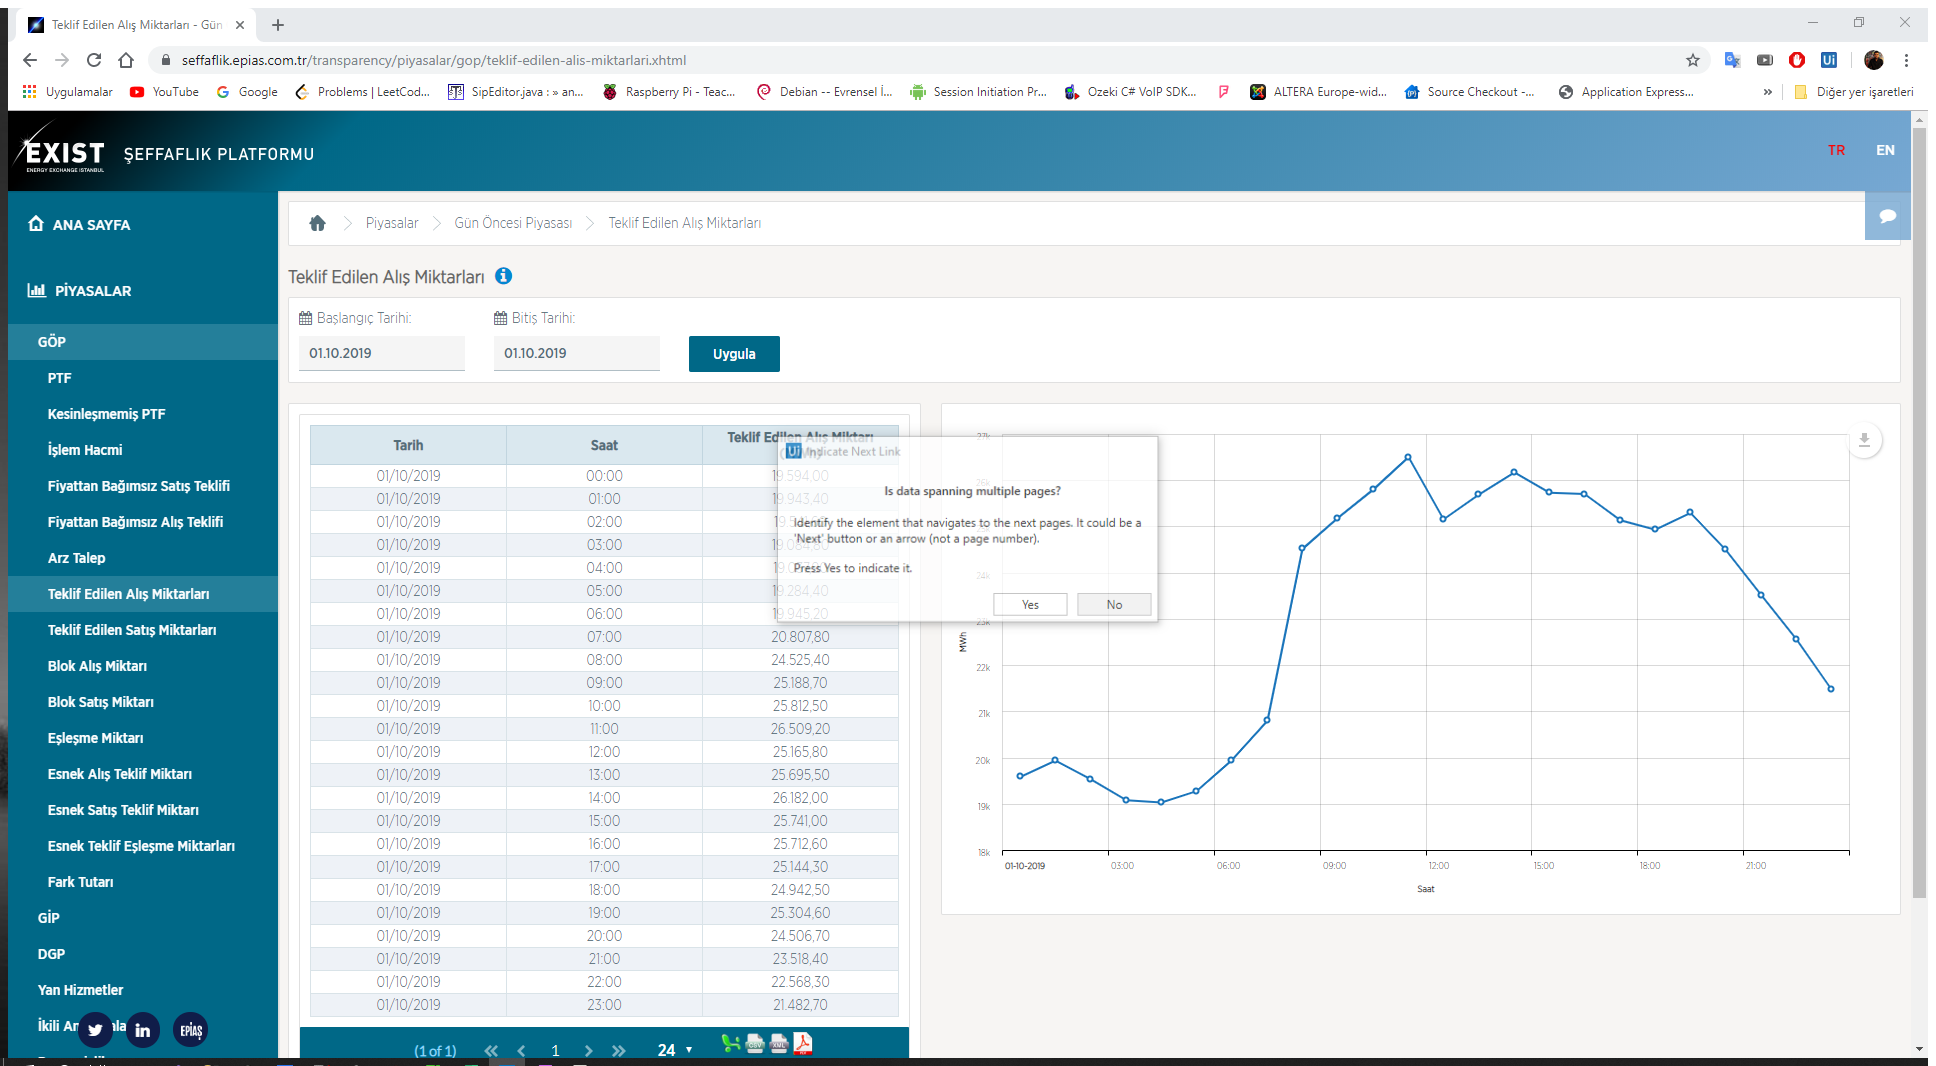 Teklif Edilen Alış Miktarları - Gün
seffaflik.epias.com.tr/transparency/piyasalar/gop/teklif-edilen-alis-miktarlari.xhtml
Uygulamalar YouTube Google Problems | LeetCod... SipEditor.java : » an... Raspberry Pi - Teac... Debian -- Evrensel İ... Session Initiation Pr... Ozeki C# VoIP SDK... ALTERA Europe-wid... Source Checkout -... Application Express... » Diğer yer işaretleri
EXIST ŞEFFAFLIK PLATFORMU
ENERGY EXCHANGE ISTANBUL
TR EN
ANA SAYFA
PİYASALAR
GÖP
PTF
Kesinleşmemiş PTF
İşlem Hacmi
Fiyattan Bağımsız Satış Teklifi
Fiyattan Bağımsız Alış Teklifi
Arz Talep
Teklif Edilen Alış Miktarları
Teklif Edilen Satış Miktarları
Blok Alış Miktarı
Blok Satış Miktarı
Eşleşme Miktarı
Esnek Alış Teklif Miktarı
Esnek Satış Teklif Miktarı
Esnek Teklif Eşleşme Miktarları
Fark Tutarı
GİP
DGP
Yan Hizmetler
İkili An
EPİAŞ
Piyasalar Gün Öncesi Piyasası Teklif Edilen Alış Miktarları
Teklif Edilen Alış Miktarları
Başlangıç Tarihi: Bitiş Tarihi:
01.10.2019 01.10.2019 Uygula
Tarih Saat Teklif Edilen Alış Miktarı
01/10/2019 00:00 19.594,00
01/10/2019 01:00 19.943,40
01/10/2019 02:00
01/10/2019 03:00
01/10/2019 04:00
01/10/2019 05:00 19.284,40
01/10/2019 06:00 19.945,20
01/10/2019 07:00 20.807,80
01/10/2019 08:00 24.525,40
01/10/2019 09:00 25.188,70
01/10/2019 10:00 25.812,50
01/10/2019 11:00 26.509,20
01/10/2019 12:00 25.165,80
01/10/2019 13:00 25.695,50
01/10/2019 14:00 26.182,00
01/10/2019 15:00 25.741,00
01/10/2019 16:00 25.712,60
01/10/2019 17:00 25.144,30
01/10/2019 18:00 24.942,50
01/10/2019 19:00 25.304,60
01/10/2019 20:00 24.506,70
01/10/2019 21:00 23.518,40
01/10/2019 22:00 22.568,30
01/10/2019 23:00 21.482,70
(1 of 1) 1 24
CSV XML
Ui Indicate Next Link
Is data spanning multiple pages?
Identify the element that navigates to the next pages. It could be a
'Next' button or an arrow (not a page number).
Press Yes to indicate it.
Yes No
27k
26k
24k
23k
22k
21k
20k
19k
18k
MWh
01-10-2019 03:00 06:00 09:00 12:00 15:00 18:00 21:00
Saat